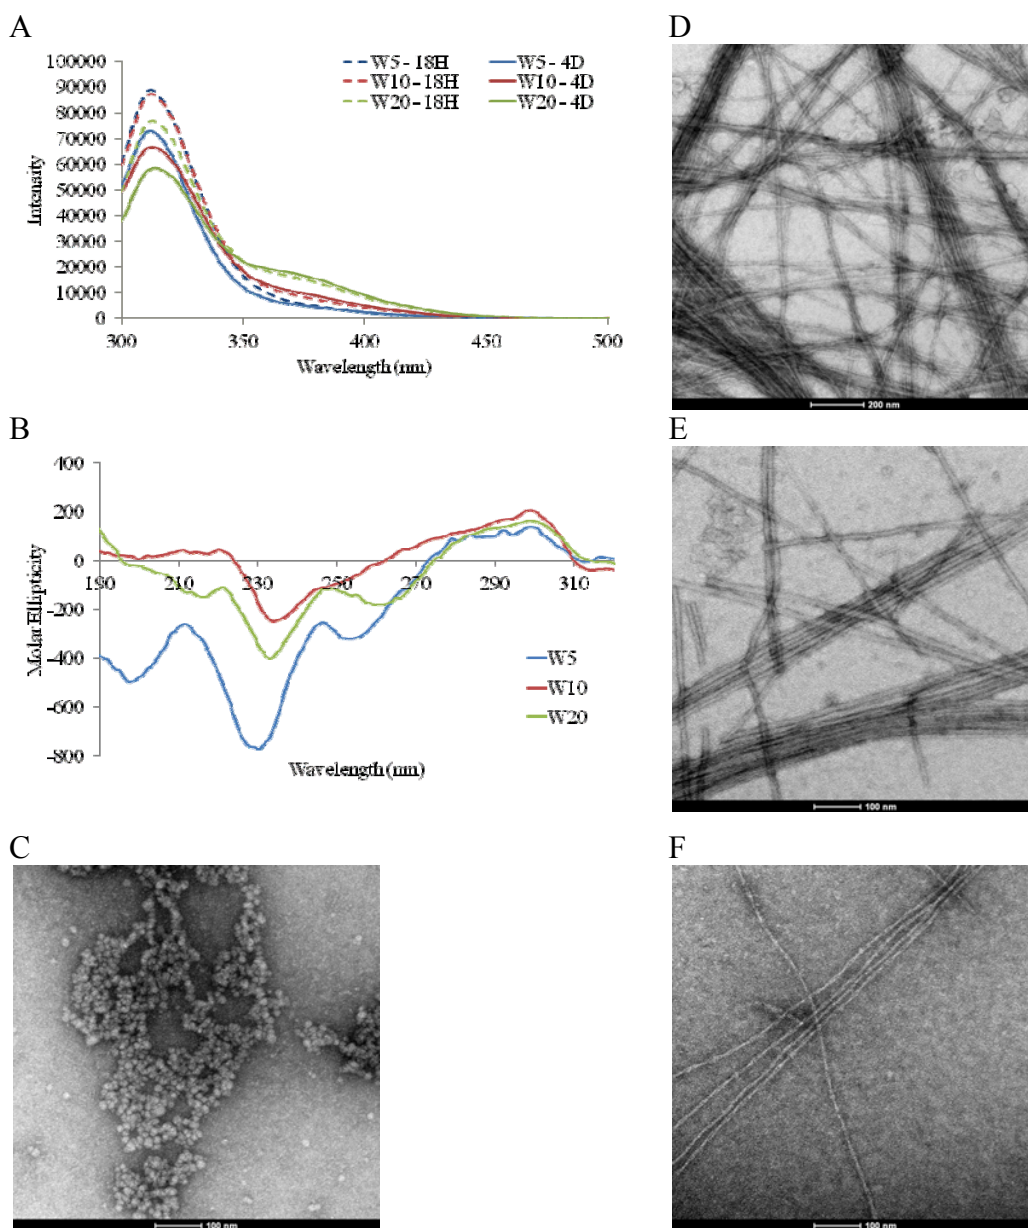 A
100000
90000
80000
70000
60000
50000
40000
30000
20000
10000
0
Intensity
300
350
400
450
500
Wavelength (nm)
W5 - 18H
W5 - 4D
W10 - 18H
W10 - 4D
W20 - 18H
W20 - 4D
B
400
200
0
-200
-400
-600
-800
Molar Ellipticity
190
210
230
250
270
290
310
Wavelength (nm)
W5
W10
W20
C
100 nm
D
200 nm
E
100 nm
F
100 nm